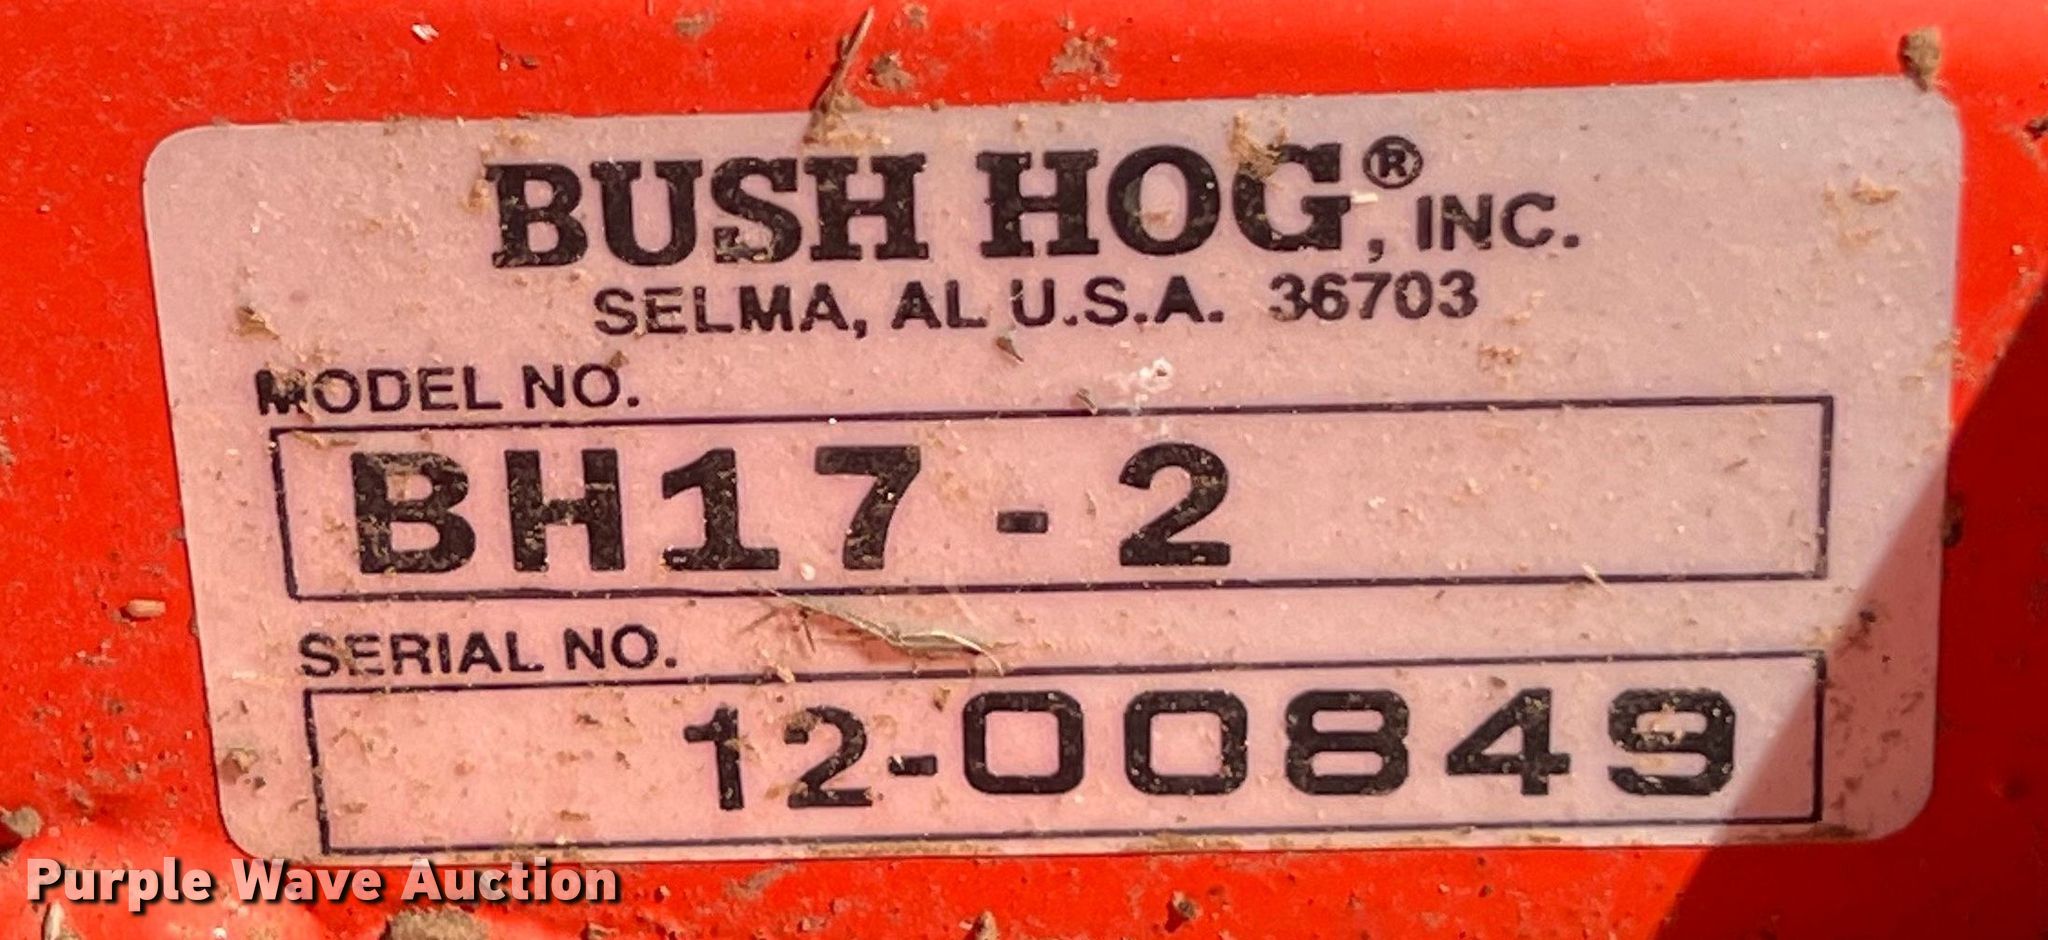 BUSH HOG®, INC.
SELMA, AL U.S.A. 36703
MODEL NO.
BH17-2
SERIAL NO.
12-00849
Purple Wave Auction